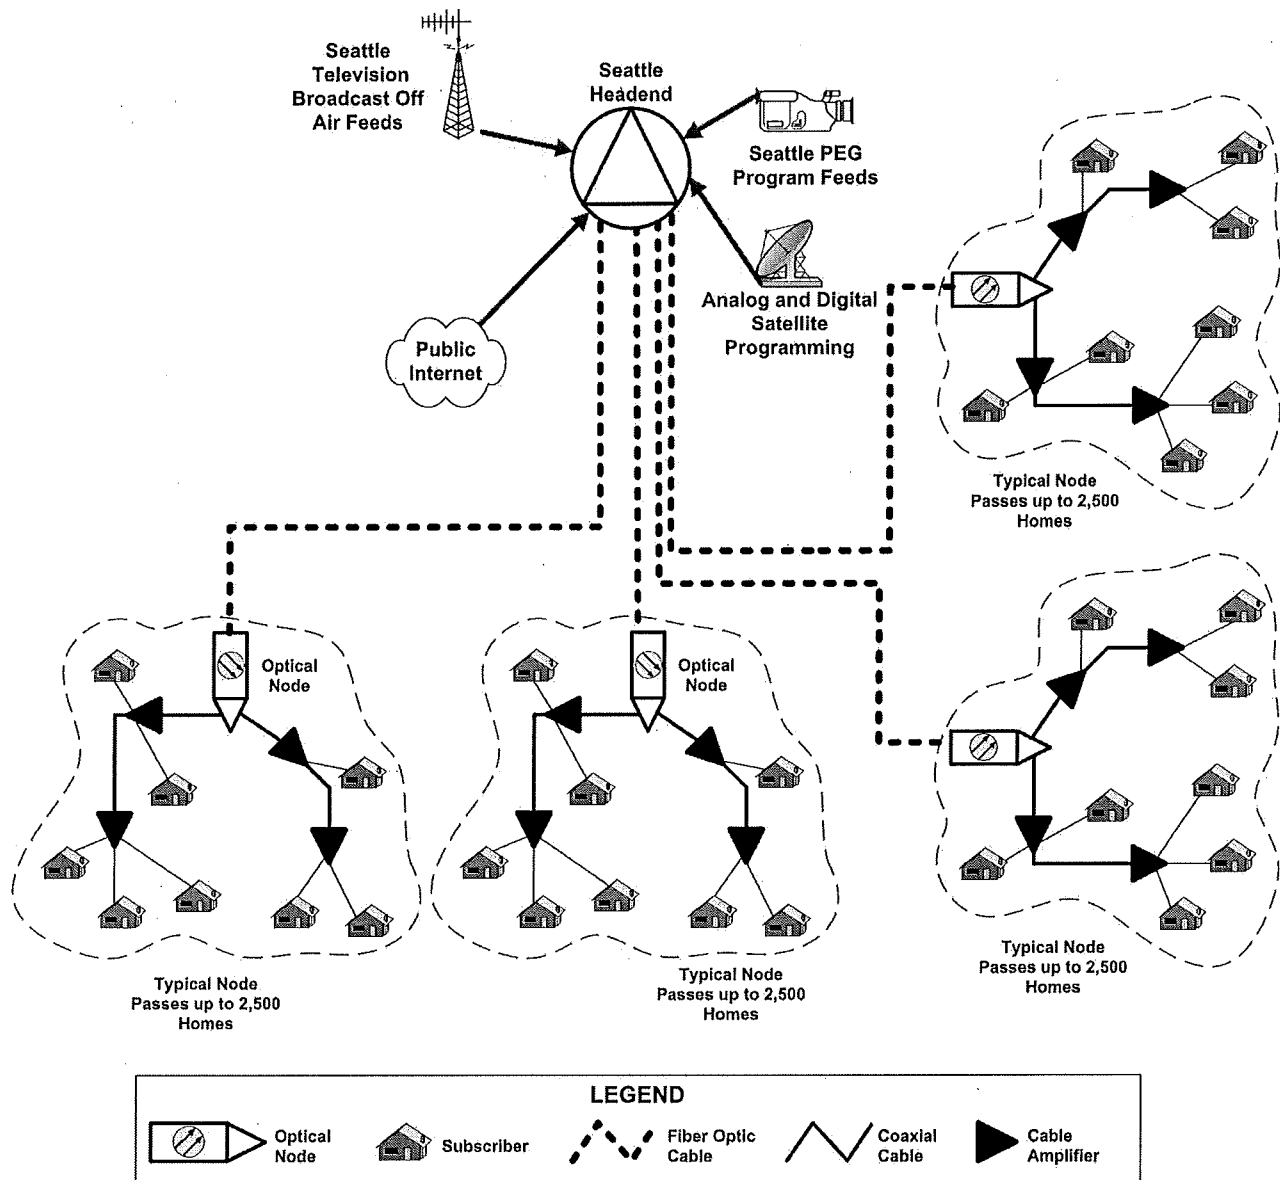 Seattle
Television
Broadcast Off
Air Feeds
Seattle
Headend
Seattle PEG
Program Feeds
Analog and Digital
Satellite
Programming
Public
Internet
Typical Node
Passes up to 2,500
Homes
Optical
Node
Optical
Node
Typical Node
Passes up to 2,500
Homes
Typical Node
Passes up to 2,500
Homes
Typical Node
Passes up to 2,500
Homes
LEGEND
Optical
Node
Subscriber
Fiber Optic
Cable
Coaxial
Cable
Cable
Amplifier